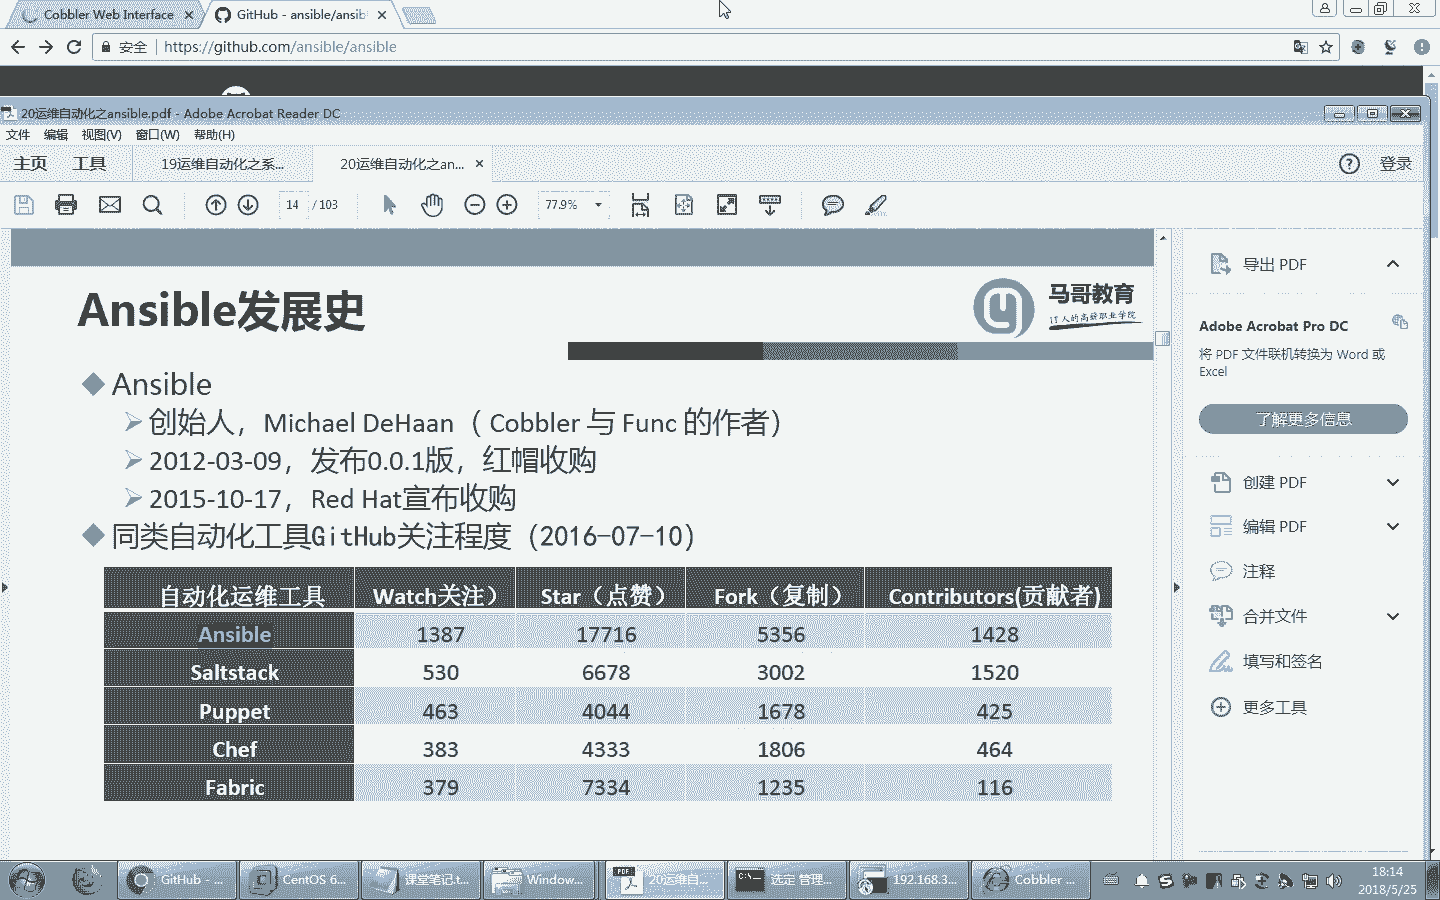 Cobbler Web Interface
GitHub - ansible/ansib
安全
https://github.com/ansible/ansible
20运维自动化之ansible.pdf - Adobe Acrobat Reader DC
文件 编辑 视图(V) 窗口(W) 帮助(H)
主页 工具 19运维自动化之系... 20运维自动化之an... 登录
14 / 103 77.9%
Ansible发展史
马哥教育
IT人的高薪职业学院
Ansible
创始人，Michael DeHaan（ Cobbler 与 Func 的作者）
2012-03-09，发布0.0.1版，红帽收购
2015-10-17，Red Hat宣布收购
同类自动化工具GitHub关注程度（2016-07-10）
自动化运维工具 Watch关注） Star（点赞） Fork（复制） Contributors(贡献者)
Ansible 1387 17716 5356 1428
Saltstack 530 6678 3002 1520
Puppet 463 4044 1678 425
Chef 383 4333 1806 464
Fabric 379 7334 1235 116
导出 PDF
Adobe Acrobat Pro DC
将 PDF 文件联机转换为 Word 或
Excel
了解更多信息
创建 PDF
编辑 PDF
注释
合并文件
填写和签名
更多工具
GitHub - ...
CentOS 6...
课堂笔记.t...
Window...
20运维自...
选定 管理...
192.168.3...
Cobbler ...
18:14
2018/5/25